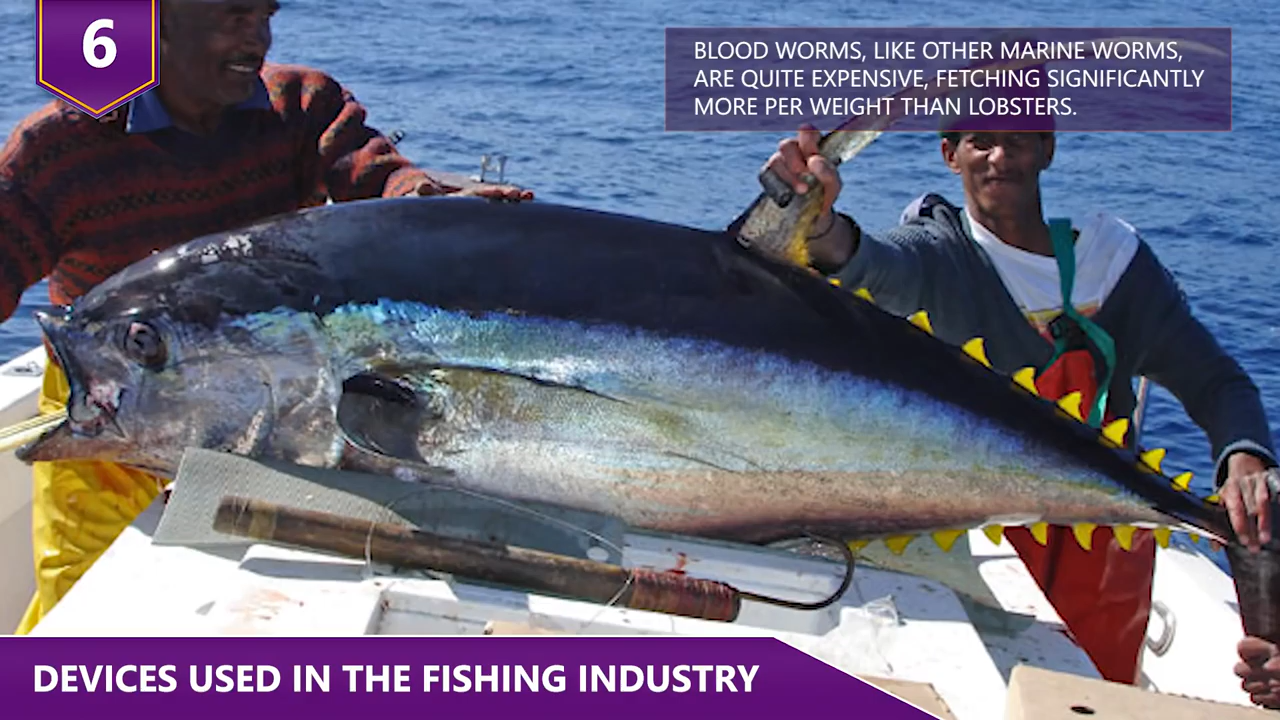 6
BLOOD WORMS, LIKE OTHER MARINE WORMS,
ARE QUITE EXPENSIVE, FETCHING SIGNIFICANTLY
MORE PER WEIGHT THAN LOBSTERS.
DEVICES USED IN THE FISHING INDUSTRY